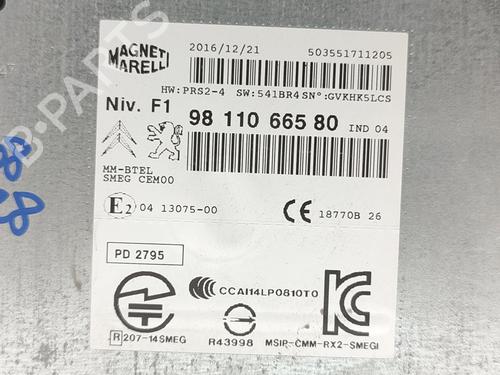 MAGNETI
MARELLI
2016/12/21
503551711205
HW:PRS2-4 SW:541BR4 SN°:GVKHK5LCS
Niv. F1
98 110 665 80 IND 04
MM-BTEL
SMEG CEM00
E2 04 13075-00
CE 18770B 26
PD 2795
CCAI14LP0810T0
R 207-14SMEG
R43998
MSIP-CMM-RX2-SMEGI
B-PARTS